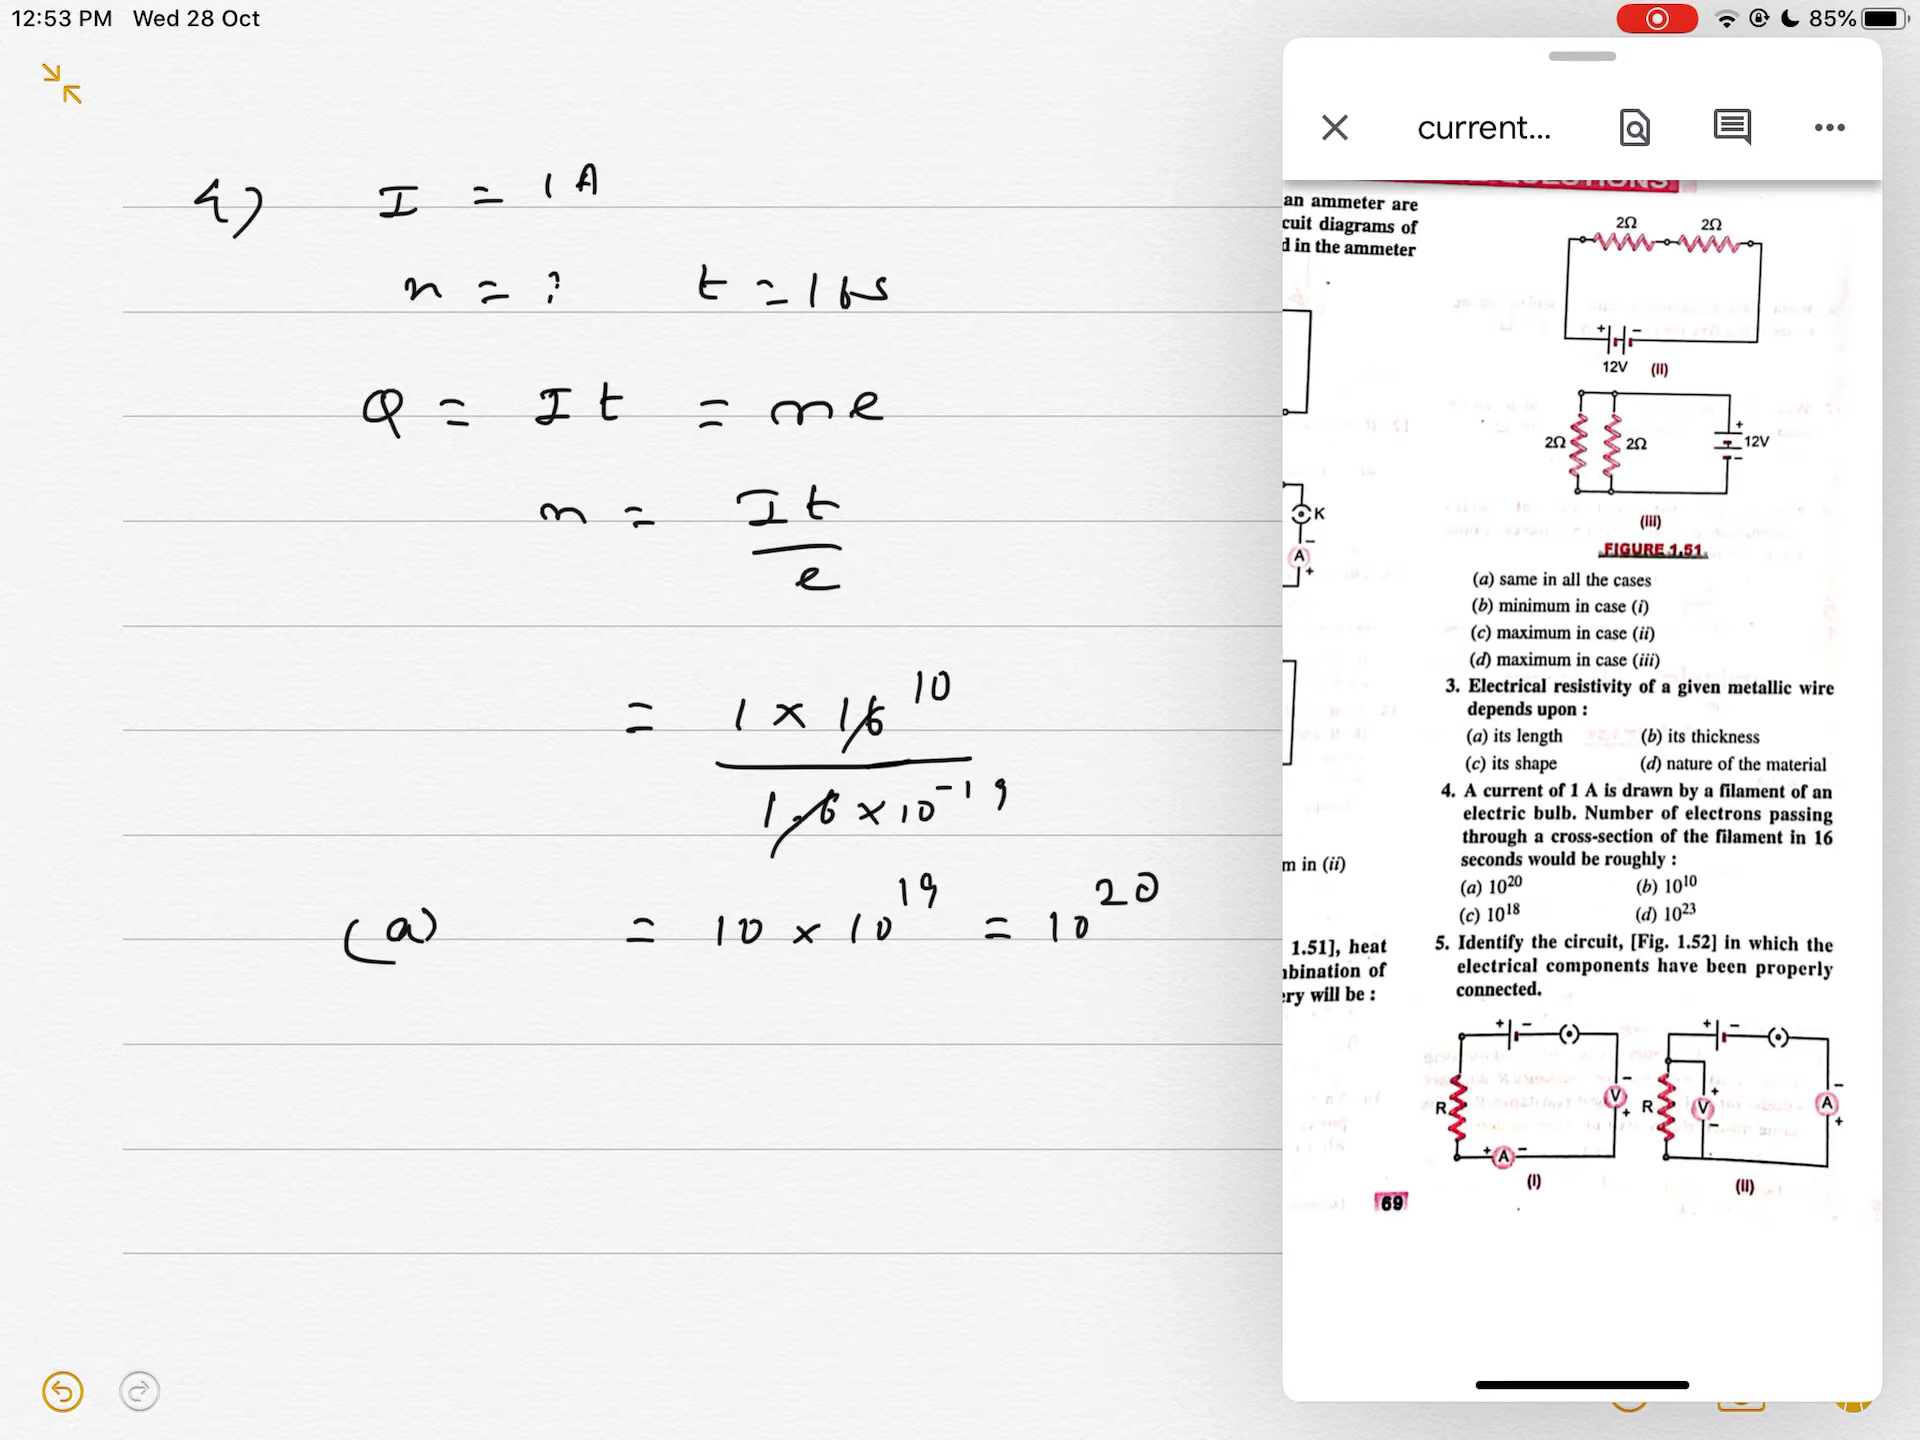 12:53 PM Wed 28 Oct
85%
4) I = 1 A
n = ? t = 16s
Q = I t = ne
n = I t
e
= 1 × 16 10
1.6 × 10⁻¹⁹
(a) = 10 × 10¹⁹ = 10²⁰
current...
QUESTIONS
an ammeter are
cuit diagrams of
d in the ammeter
K
A
+
m in (ii)
1.51], heat
bination of
ery will be :
2Ω 2Ω
+ −
12V (II)
2Ω 2Ω + 12V −
(III)
FIGURE 1.51.
(a) same in all the cases
(b) minimum in case (i)
(c) maximum in case (ii)
(d) maximum in case (iii)
3. Electrical resistivity of a given metallic wire
depends upon :
(a) its length (b) its thickness
(c) its shape (d) nature of the material
4. A current of 1 A is drawn by a filament of an
electric bulb. Number of electrons passing
through a cross-section of the filament in 16
seconds would be roughly :
(a) 10²⁰ (b) 10¹⁰
(c) 10¹⁸ (d) 10²³
5. Identify the circuit, [Fig. 1.52] in which the
electrical components have been properly
connected.
+ − + −
R V − + R V + − A − +
+ A −
(I) (II)
69